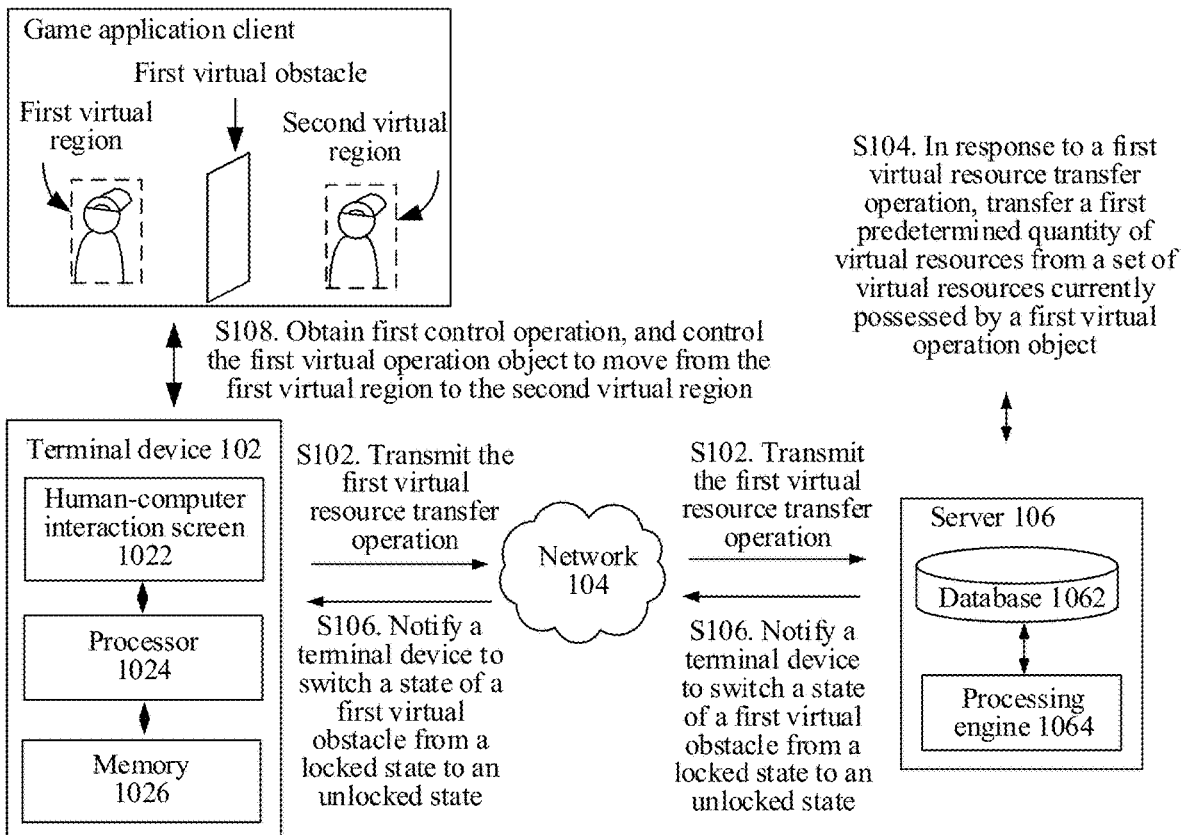 Game application client
First virtual obstacle
First virtual
region
Second virtual
region
S104. In response to a first
virtual resource transfer
operation, transfer a first
predetermined quantity of
virtual resources from a set of
virtual resources currently
possessed by a first virtual
operation object
S108. Obtain first control operation, and control
the first virtual operation object to move from the
first virtual region to the second virtual region
Terminal device 102
Human-computer
interaction screen
1022
Processor
1024
Memory
1026
S102. Transmit the
first virtual
resource transfer
operation
S106. Notify a
terminal device to
switch a state of a
first virtual
obstacle from a
locked state to an
unlocked state
Network
104
S102. Transmit
the first virtual
resource transfer
operation
S106. Notify a
terminal device
to switch a state
of a first virtual
obstacle from a
locked state to an
unlocked state
Server 106
Database 1062
Processing
engine 1064